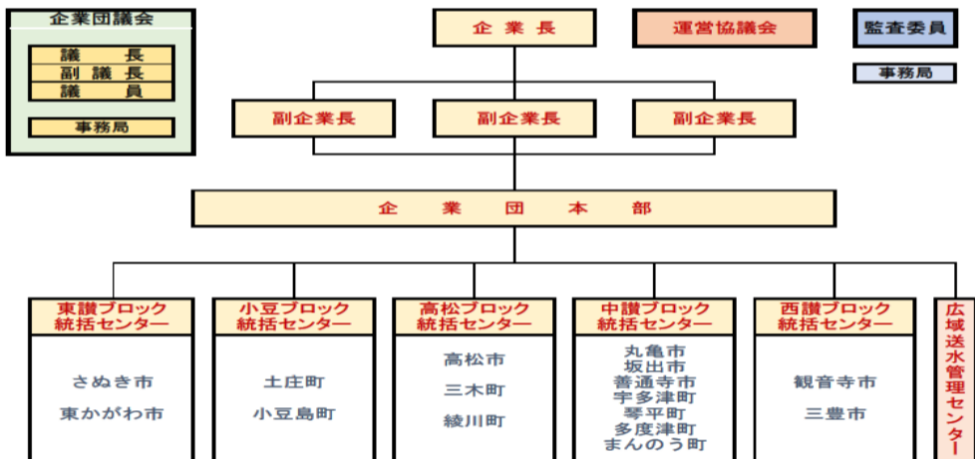 企業団議会
議長
副議長
議員
事務局
企業長
運営協議会
監査委員
事務局
副企業長
副企業長
副企業長
企業団本部
東讃ブロック
統括センター
さぬき市
東かがわ市
小豆ブロック
統括センター
土庄町
小豆島町
高松ブロック
統括センター
高松市
三木町
綾川町
中讃ブロック
統括センター
丸亀市
坂出市
善通寺市
宇多津町
琴平町
多度津町
まんのう町
西讃ブロック
統括センター
観音寺市
三豊市
広域送水管理センター